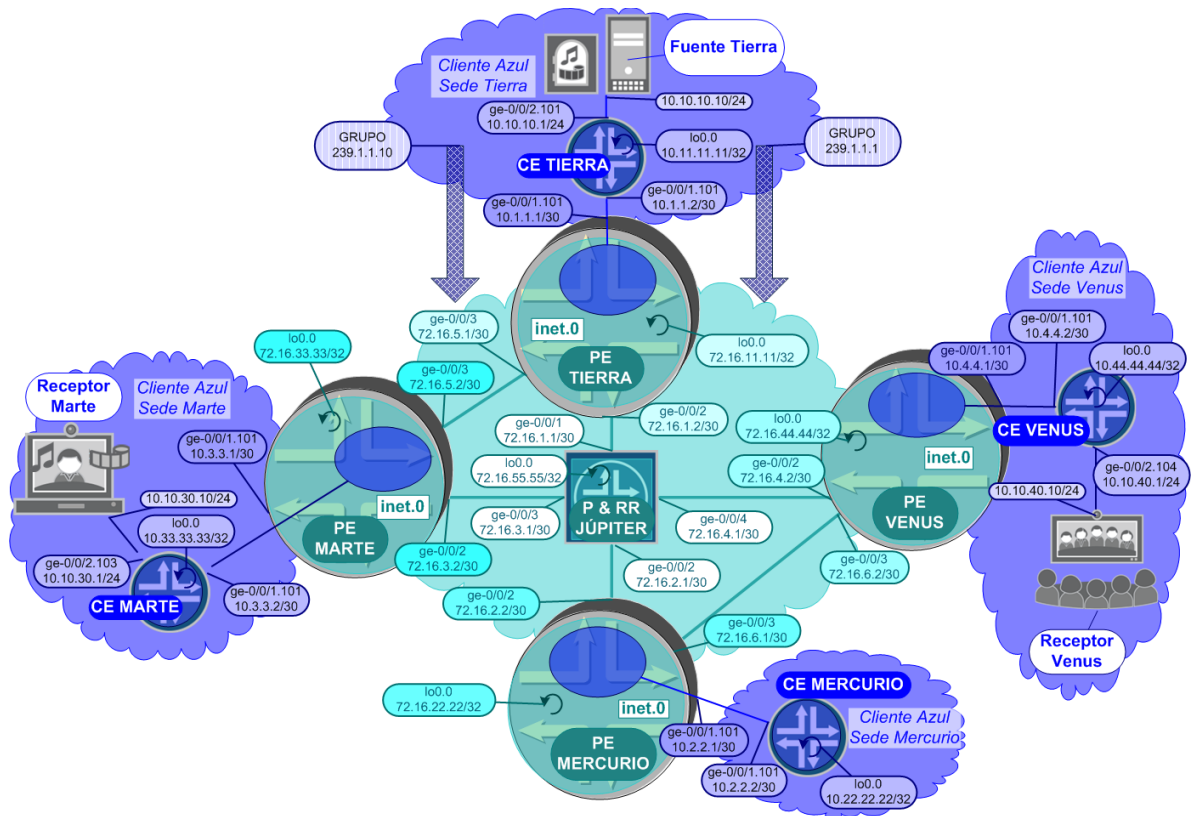 Fuente Tierra
Cliente Azul
Sede Tierra
10.10.10.10/24
ge-0/0/2.101
10.10.10.1/24
GRUPO
239.1.1.10
lo0.0
10.11.11.11/32
GRUPO
239.1.1.1
CE TIERRA
ge-0/0/1.101
10.1.1.2/30
ge-0/0/1.101
10.1.1.1/30
Cliente Azul
Sede Venus
ge-0/0/3
72.16.5.1/30
inet.0
lo0.0
72.16.11.11/32
PE
TIERRA
ge-0/0/1.101
10.4.4.2/30
ge-0/0/1.101
10.4.4.1/30
lo0.0
10.44.44.44/32
lo0.0
72.16.33.33/32
ge-0/0/3
72.16.5.2/30
Receptor
Marte
Cliente Azul
Sede Marte
ge-0/0/1
72.16.1.1/30
ge-0/0/2
72.16.1.2/30
lo0.0
72.16.44.44/32
CE VENUS
ge-0/0/1.101
10.3.3.1/30
lo0.0
72.16.55.55/32
ge-0/0/2
72.16.4.2/30
inet.0
ge-0/0/2.104
10.10.40.1/24
10.10.40.10/24
10.10.30.10/24
inet.0
PE
MARTE
P & RR
JÚPITER
PE
VENUS
lo0.0
10.33.33.33/32
ge-0/0/3
72.16.3.1/30
ge-0/0/4
72.16.4.1/30
ge-0/0/2.103
10.10.30.1/24
ge-0/0/2
72.16.3.2/30
ge-0/0/2
72.16.2.1/30
ge-0/0/3
72.16.6.2/30
CE MARTE
ge-0/0/1.101
10.3.3.2/30
ge-0/0/2
72.16.2.2/30
ge-0/0/3
72.16.6.1/30
Receptor
Venus
lo0.0
72.16.22.22/32
inet.0
CE MERCURIO
Cliente Azul
Sede Mercurio
PE
MERCURIO
ge-0/0/1.101
10.2.2.1/30
ge-0/0/1.101
10.2.2.2/30
lo0.0
10.22.22.22/32